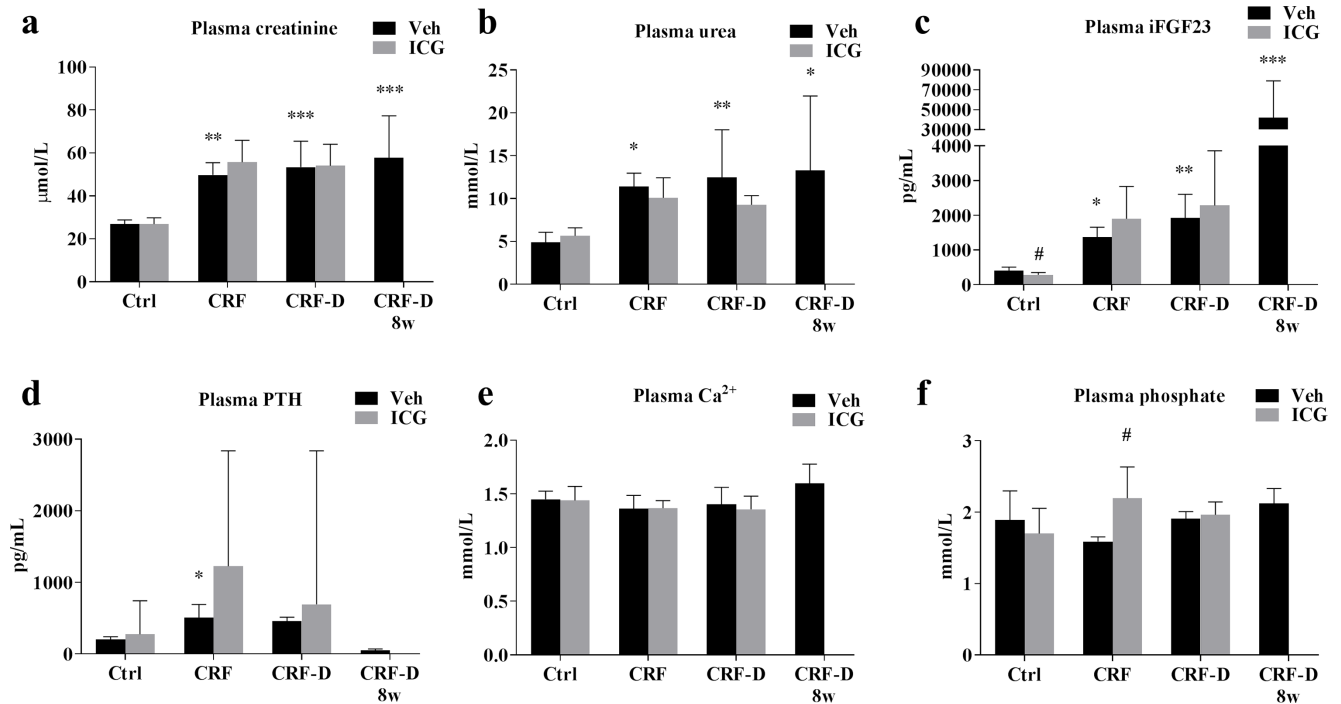 a
Plasma creatinine
Veh
ICG
100
80
60
40
20
0
µmol/L
**
***
***
Ctrl
CRF
CRF-D
CRF-D
8w
b
Plasma urea
Veh
ICG
25
20
15
10
5
0
mmol/L
*
**
*
Ctrl
CRF
CRF-D
CRF-D
8w
c
Plasma iFGF23
Veh
ICG
90000
70000
50000
30000
4000
3000
2000
1000
0
pg/mL
#
*
**
***
Ctrl
CRF
CRF-D
CRF-D
8w
d
Plasma PTH
Veh
ICG
3000
2000
1000
0
pg/mL
*
Ctrl
CRF
CRF-D
CRF-D
8w
e
Plasma Ca²⁺
Veh
ICG
2.0
1.5
1.0
0.5
0.0
mmol/L
Ctrl
CRF
CRF-D
CRF-D
8w
f
Plasma phosphate
Veh
ICG
3
2
1
0
mmol/L
#
Ctrl
CRF
CRF-D
CRF-D
8w